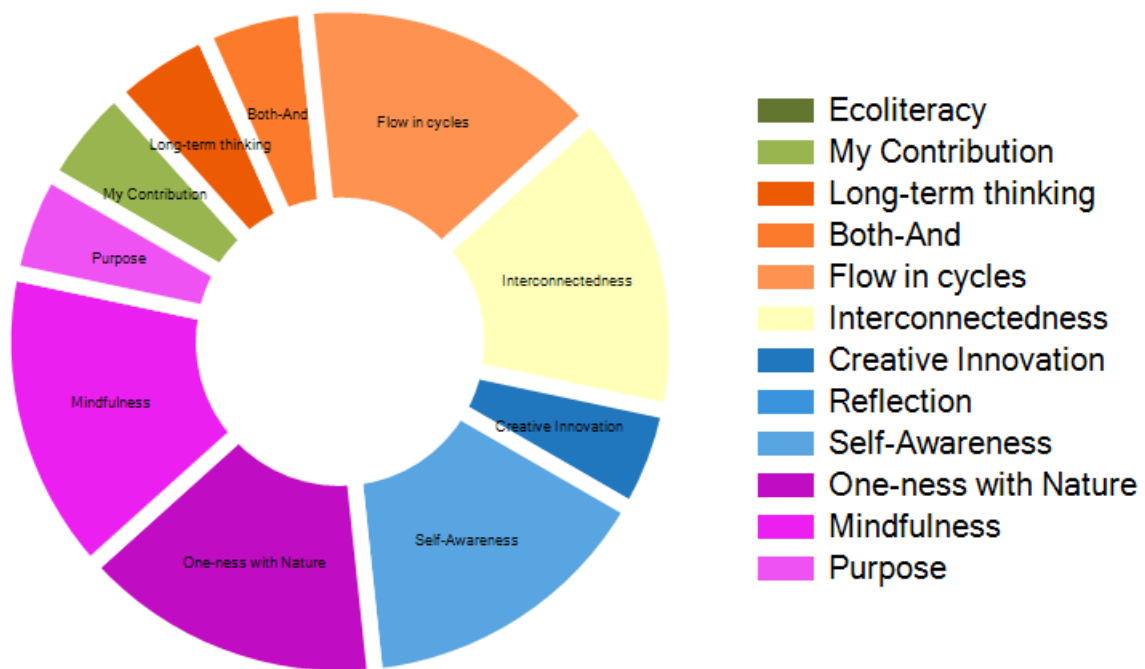 Both-And
Flow in cycles
Long-term thinking
My Contribution
Purpose
Interconnectedness
Mindfulness
Creative Innovation
Self-Awareness
One-ness with Nature
Ecoliteracy
My Contribution
Long-term thinking
Both-And
Flow in cycles
Interconnectedness
Creative Innovation
Reflection
Self-Awareness
One-ness with Nature
Mindfulness
Purpose